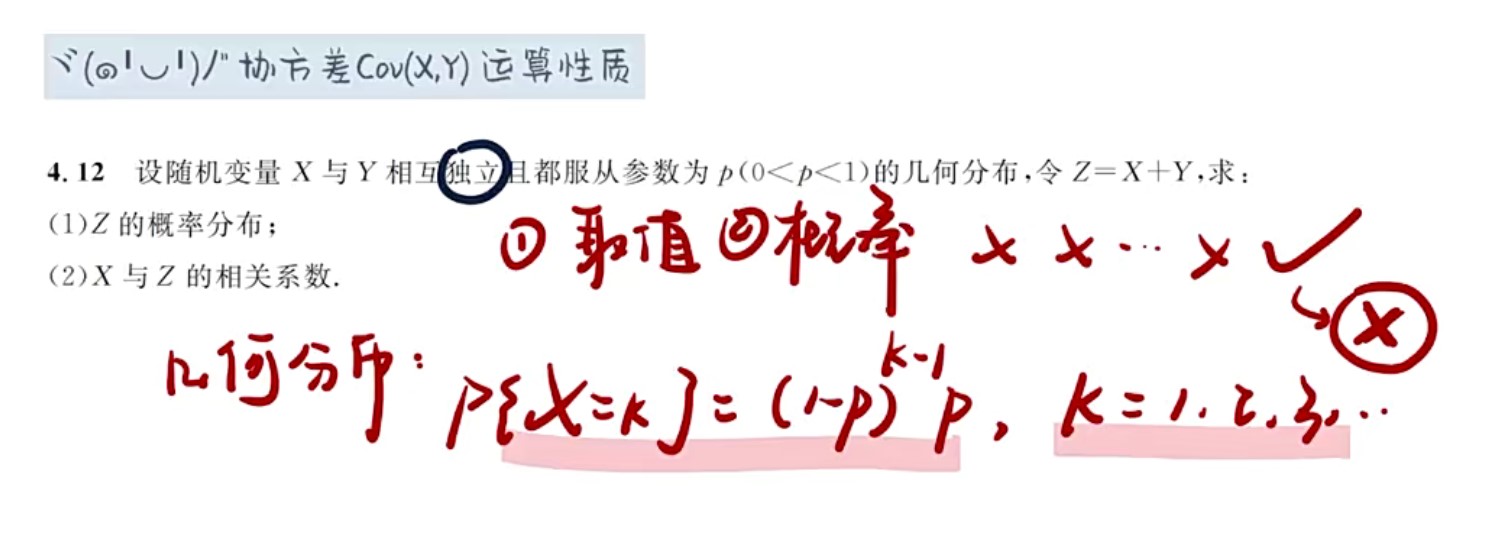 ヾ(๑╹◡╹)ﾉ" 协方差Cov(X,Y)运算性质
4.12 设随机变量 X 与 Y 相互独立且都服从参数为 p(0<p<1)的几何分布,令 Z=X+Y,求:
(1)Z 的概率分布;
① 取值 ② 概率 × × … × ✓
(2)X 与 Z 的相关系数.
→ X
几何分布: P{X=k}=(1-p)^{k-1}p, k=1,2,3,…